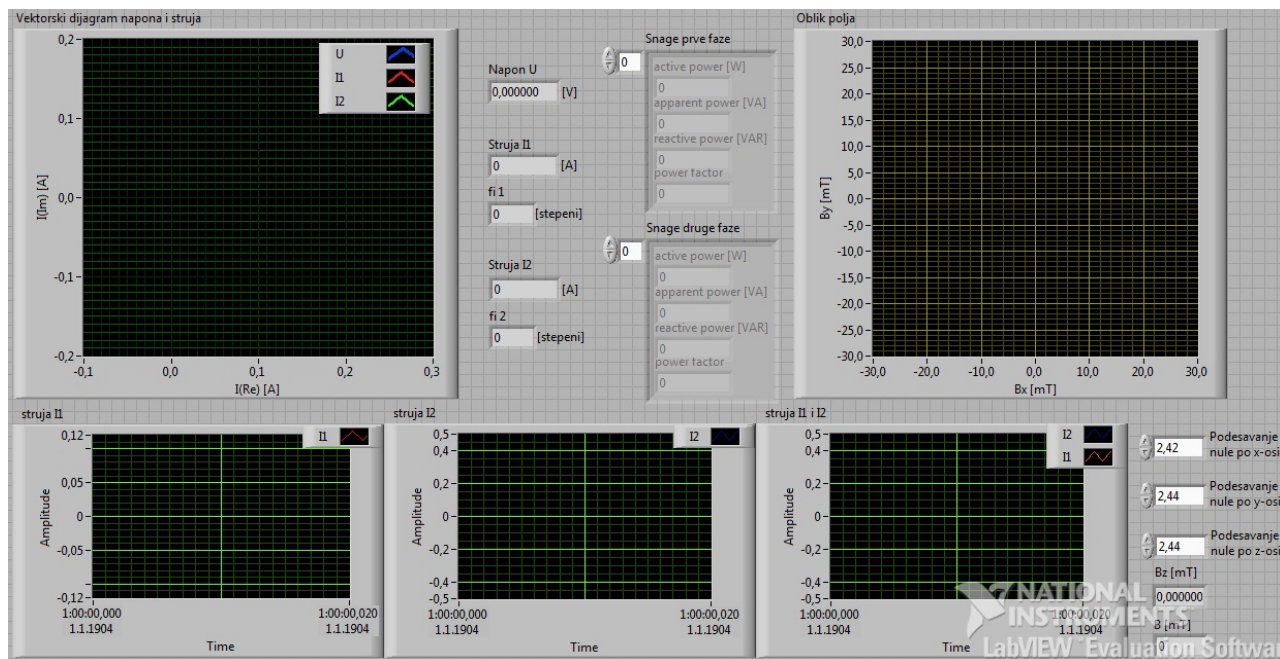 Vektorski dijagram napona i struja
0,2
0,1
0,0
-0,1
-0,2
I(Im) [A]
-0,1 0,0 0,1 0,2 0,3
I(Re) [A]
U
I1
I2
Napon U
0,000000 [V]
Struja I1
0 [A]
fi 1
0 [stepeni]
Struja I2
0 [A]
fi 2
0 [stepeni]
Snage prve faze
0
active power [W]
0
apparent power [VA]
0
reactive power [VAR]
0
power factor
0
Snage druge faze
0
active power [W]
0
apparent power [VA]
0
reactive power [VAR]
0
power factor
0
Oblik polja
30,0
25,0
20,0
15,0
10,0
5,0
0,0
-5,0
-10,0
-15,0
-20,0
-25,0
-30,0
By [mT]
-30,0 -20,0 -10,0 0,0 10,0 20,0 30,0
Bx [mT]
struja I1
I1
0,12
0,05
0
-0,05
-0,12
Amplitude
1:00:00,000 1:00:00,020
1.1.1904 1.1.1904
Time
struja I2
I2
0,5
0,4
0,2
0
-0,2
-0,4
-0,5
Amplitude
1:00:00,000 1:00:00,020
1.1.1904 1.1.1904
Time
struja I1 i I2
I2
I1
0,5
0,4
0,2
0
-0,2
-0,4
-0,5
Amplitude
1:00:00,000 1:00:00,020
1.1.1904 1.1.1904
Time
2,42
Podesavanje
nule po x-osi
2,44
Podesavanje
nule po y-osi
2,44
Podesavanje
nule po z-osi
Bz [mT]
0,000000
B [mT]
0
NATIONAL
INSTRUMENTS
LabVIEW™ Evaluation Softwa